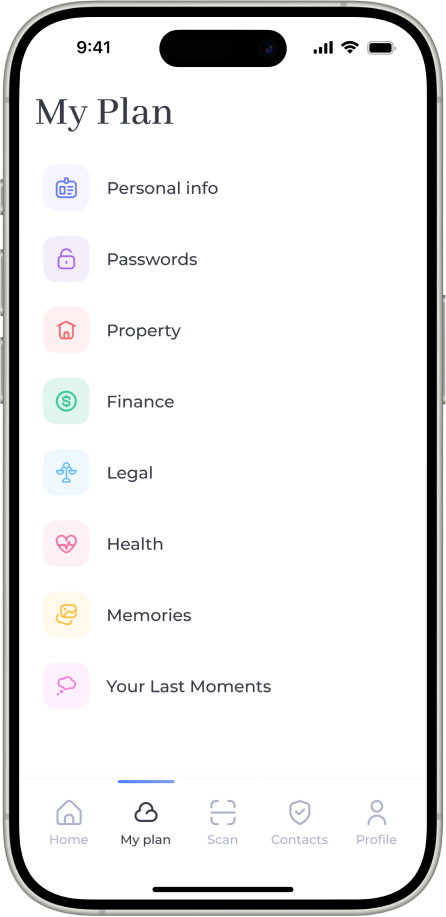 9:41
My Plan
Personal info
Passwords
Property
Finance
Legal
Health
Memories
Your Last Moments
Home
My plan
Scan
Contacts
Profile